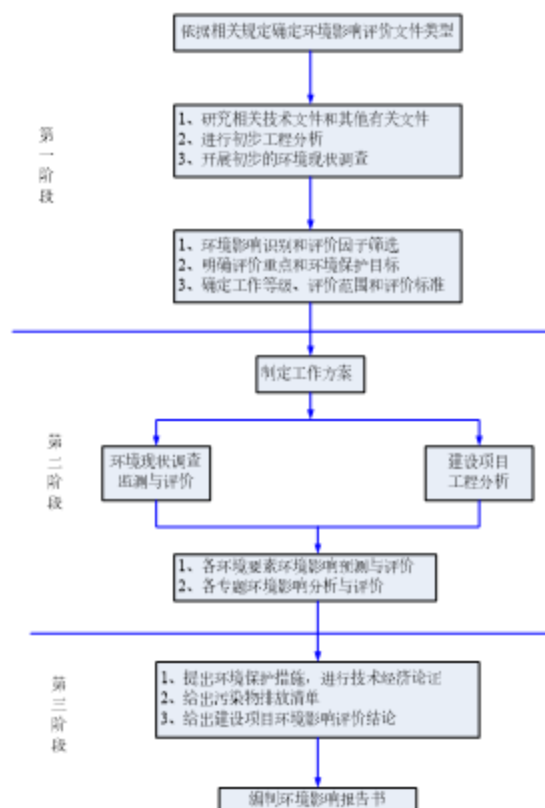 依据相关规定确定环境影响评价文件类型
第一阶段
1、研究相关技术文件和其他有关文件
2、进行初步工程分析
3、开展初步的环境现状调查
1、环境影响识别和评价因子筛选
2、明确评价重点和环境保护目标
3、确定工作等级、评价范围和评价标准
制定工作方案
第二阶段
环境现状调查
监测与评价
建设项目
工程分析
1、各环境要素环境影响预测与评价
2、各专题环境影响分析与评价
第三阶段
1、提出环境保护措施，进行技术经济论证
2、给出污染物排放清单
3、给出建设项目环境影响评价结论
编制环境影响报告书